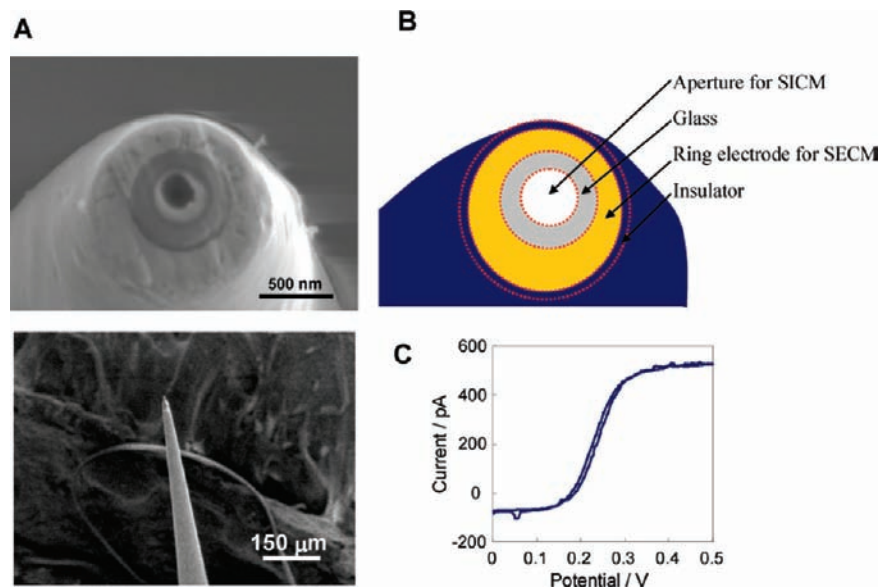 A
500 nm
150 μm
B
Aperture for SICM
Glass
Ring electrode for SECM
Insulator
C
Current / pA
600
400
200
0
-200
0
0.1
0.2
0.3
0.4
0.5
Potential / V